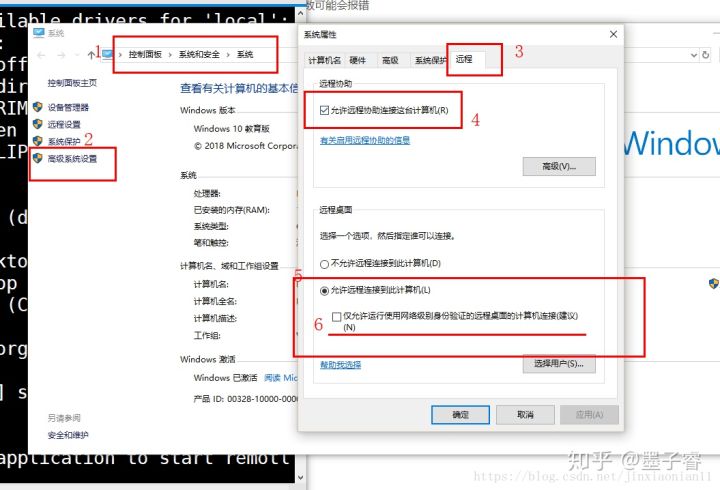 数可能会报错
ilable drivers for 'local':
系统
控制面板 > 系统和安全 > 系统
1
控制面板主页
设备管理器
远程设置
系统保护
2
高级系统设置
查看有关计算机的基本信
Windows 版本
Windows 10 教育版
© 2018 Microsoft Corpora
系统
处理器:
已安装的内存(RAM):
系统类型:
笔和触控:
计算机名、域和工作组设置
计算机名:
计算机全名:
计算机描述:
工作组:
Windows 激活
Windows 已激活 阅读 Mic
产品 ID: 00328-10000-0000
另请参阅
安全和维护
系统属性
计算机名 硬件 高级 系统保护 远程
3
远程协助
允许远程协助连接这台计算机(R)
4
有关启用远程协助的信息
高级(V)...
远程桌面
选择一个选项，然后指定谁可以连接。
不允许远程连接到此计算机(D)
5
允许远程连接到此计算机(L)
6
仅允许运行使用网络级别身份验证的远程桌面的计算机连接(建议)
(N)
帮助我选择
选择用户(S)...
确定 取消 应用(A)
Window
off
dir
RIM
en
LIP
(d
kto
op
(C
org
] s
application to start remotl
知乎 @墨子睿
https://blog.csdn.net/jinxiaonian11